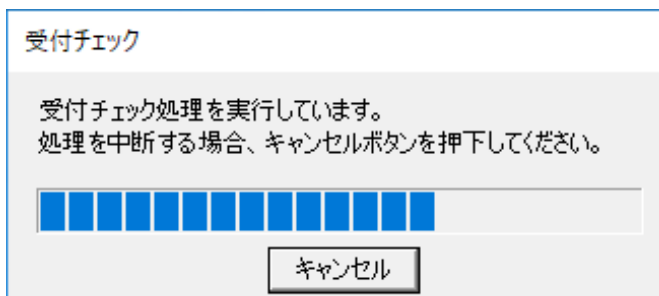 受付チェック
受付チェック処理を実行しています。
処理を中断する場合、キャンセルボタンを押下してください。
キャンセル